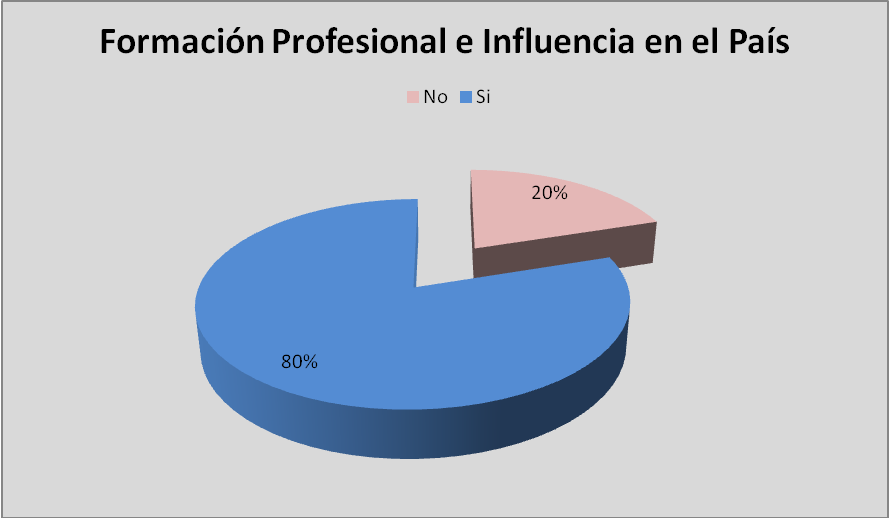 Formación Profesional e Influencia en el País
No Si
20%
80%